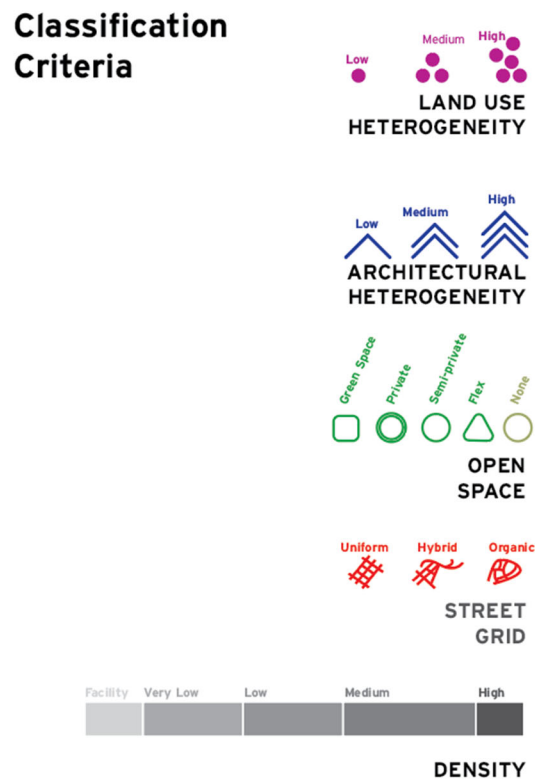 Classification
Criteria
Low Medium High
LAND USE
HETEROGENEITY
Low Medium High
ARCHITECTURAL
HETEROGENEITY
Green Space Private Semi-private Flex None
OPEN
SPACE
Uniform Hybrid Organic
STREET
GRID
Facility Very Low Low Medium High
DENSITY